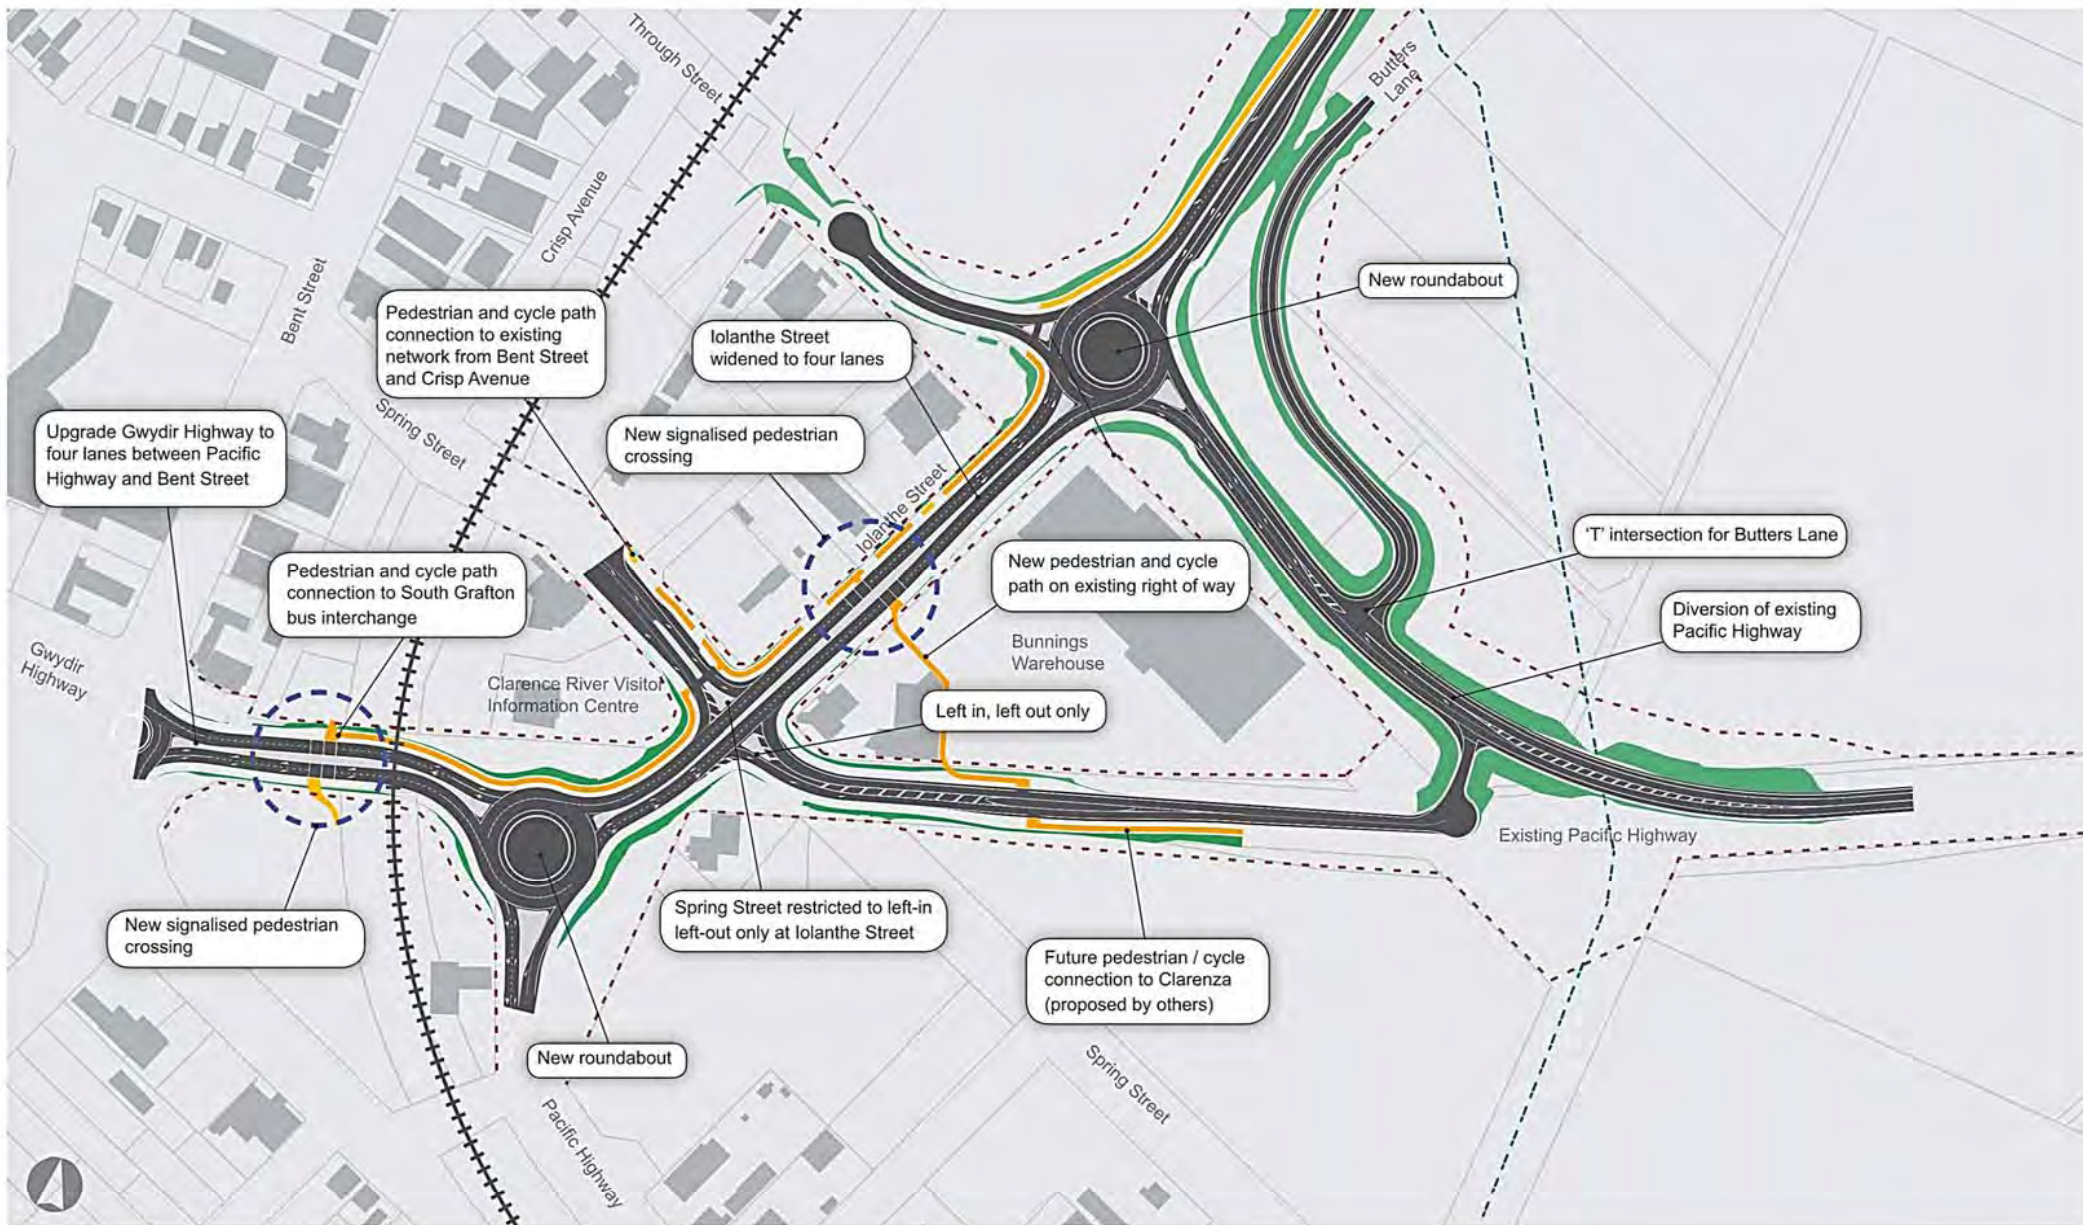 Through Street
Butters
Lane
Crisp Avenue
Bent Street
New roundabout
Pedestrian and cycle path
connection to existing
network from Bent Street
and Crisp Avenue
Iolanthe Street
widened to four lanes
Spring Street
New signalised pedestrian
crossing
Upgrade Gwydir Highway to
four lanes between Pacific
Highway and Bent Street
Iolanthe Street
'T' intersection for Butters Lane
Pedestrian and cycle path
connection to South Grafton
bus interchange
New pedestrian and cycle
path on existing right of way
Diversion of existing
Pacific Highway
Gwydir
Highway
Bunnings
Warehouse
Clarence River Visitor
Information Centre
Left in, left out only
Existing Pacific Highway
New signalised pedestrian
crossing
Spring Street restricted to left-in
left-out only at Iolanthe Street
Future pedestrian / cycle
connection to Clarenza
(proposed by others)
New roundabout
Spring Street
Pacific Highway